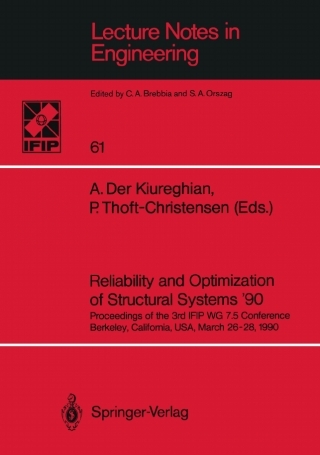 Lecture Notes in
Engineering
Edited by C.A. Brebbia and S.A. Orszag
IFIP
61
A. Der Kiureghian,
P. Thoft-Christensen (Eds.)
Reliability and Optimization
of Structural Systems '90
Proceedings of the 3rd IFIP WG 7.5 Conference
Berkeley, California, USA, March 26-28, 1990
Springer-Verlag